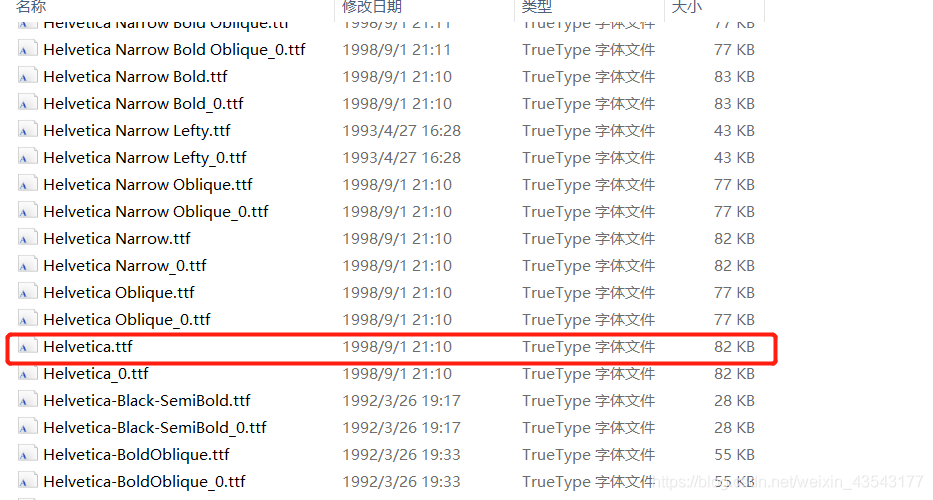 名称 修改日期 类型 大小
Helvetica Narrow Bold Oblique.ttf 1998/9/1 21:11 TrueType 字体文件 77 KB
Helvetica Narrow Bold Oblique_0.ttf 1998/9/1 21:11 TrueType 字体文件 77 KB
Helvetica Narrow Bold.ttf 1998/9/1 21:10 TrueType 字体文件 83 KB
Helvetica Narrow Bold_0.ttf 1998/9/1 21:10 TrueType 字体文件 83 KB
Helvetica Narrow Lefty.ttf 1993/4/27 16:28 TrueType 字体文件 43 KB
Helvetica Narrow Lefty_0.ttf 1993/4/27 16:28 TrueType 字体文件 43 KB
Helvetica Narrow Oblique.ttf 1998/9/1 21:10 TrueType 字体文件 77 KB
Helvetica Narrow Oblique_0.ttf 1998/9/1 21:10 TrueType 字体文件 77 KB
Helvetica Narrow.ttf 1998/9/1 21:10 TrueType 字体文件 82 KB
Helvetica Narrow_0.ttf 1998/9/1 21:10 TrueType 字体文件 82 KB
Helvetica Oblique.ttf 1998/9/1 21:10 TrueType 字体文件 77 KB
Helvetica Oblique_0.ttf 1998/9/1 21:10 TrueType 字体文件 77 KB
Helvetica.ttf 1998/9/1 21:10 TrueType 字体文件 82 KB
Helvetica_0.ttf 1998/9/1 21:10 TrueType 字体文件 82 KB
Helvetica-Black-SemiBold.ttf 1992/3/26 19:17 TrueType 字体文件 28 KB
Helvetica-Black-SemiBold_0.ttf 1992/3/26 19:17 TrueType 字体文件 28 KB
Helvetica-BoldOblique.ttf 1992/3/26 19:33 TrueType 字体文件 55 KB
Helvetica-BoldOblique_0.ttf 1992/3/26 19:33 TrueType 字体文件 55 KB
https://blog.csdn.net/weixin_43543177